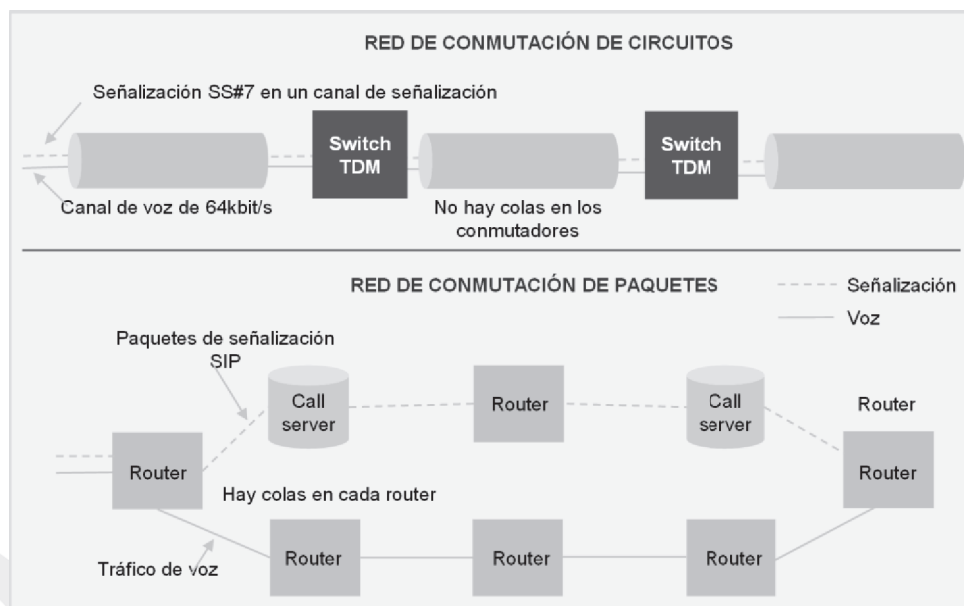 RED DE CONMUTACIÓN DE CIRCUITOS
Señalización SS#7 en un canal de señalización
Switch
TDM
Switch
TDM
Canal de voz de 64kbit/s
No hay colas en los
conmutadores
RED DE CONMUTACIÓN DE PAQUETES
Señalización
Voz
Paquetes de señalización
SIP
Call
server
Router
Call
server
Router
Router
Router
Hay colas en cada router
Router
Router
Router
Tráfico de voz